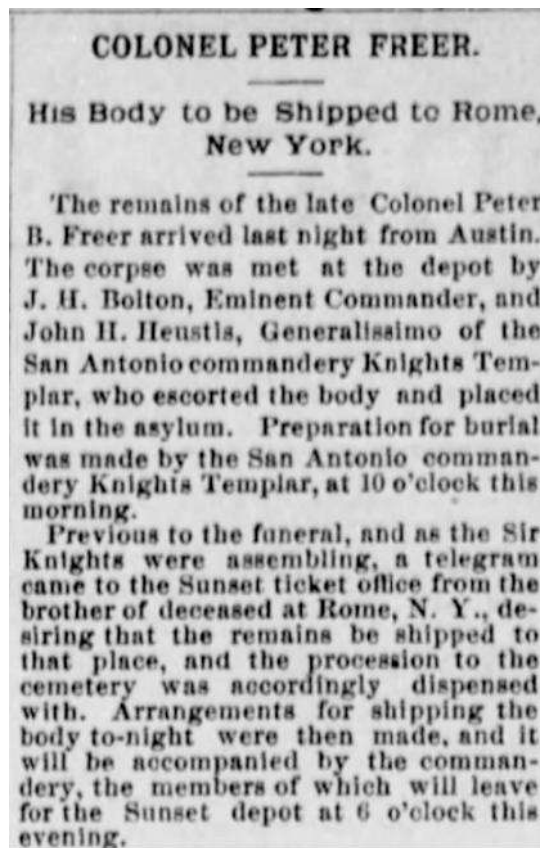 COLONEL PETER FREER.
His Body to be Shipped to Rome,
New York.
The remains of the late Colonel Peter
B. Freer arrived last night from Austin.
The corpse was met at the depot by
J. H. Bolton, Eminent Commander, and
John H. Heustis, Generalissimo of the
San Antonio commandery Knights Tem-
plar, who escorted the body and placed
it in the asylum. Preparation for burial
was made by the San Antonio comman-
dery Knights Templar, at 10 o'clock this
morning.
Previous to the funeral, and as the Sir
Knights were assembling, a telegram
came to the Sunset ticket office from the
brother of deceased at Rome, N. Y., de-
siring that the remains be shipped to
that place, and the procession to the
cemetery was accordingly dispensed
with. Arrangements for shipping the
body to-night were then made, and it
will be accompanied by the comman-
dery, the members of which will leave
for the Sunset depot at 6 o'clock this
evening.